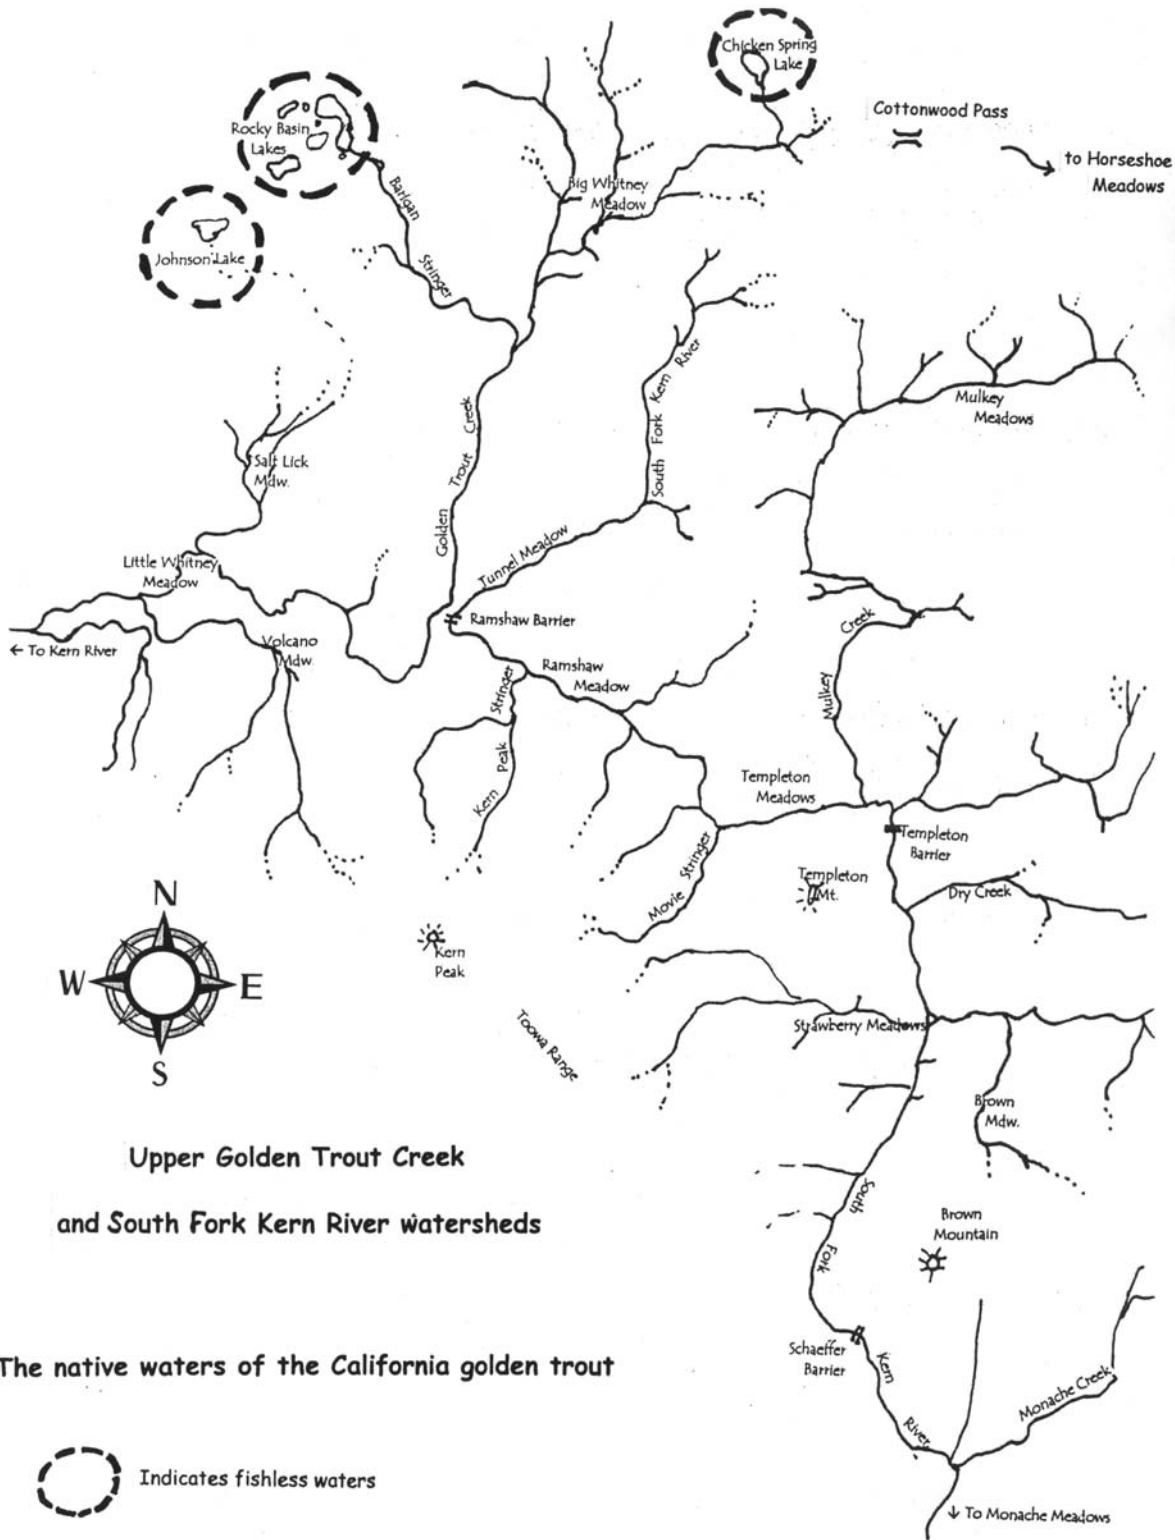 Chicken Spring
Lake
Cottonwood Pass
to Horseshoe
Meadows
Rocky Basin
Lakes
Barigan
Stringer
Big Whitney
Meadow
Johnson Lake
South Fork Kern River
Mulkey
Meadows
Golden Trout Creek
Salt Lick
Mdw.
Tunnel Meadow
Little Whitney
Meadow
Ramshaw Barrier
Creek
Mulkey
← To Kern River
Volcano
Mdw
Ramshaw
Meadow
Kern Peak Stringer
Templeton
Meadows
Templeton
Barrier
Movie Stringer
Templeton
Mt.
Dry Creek
N
W
E
S
Kern
Peak
Toowa Range
Strawberry Meadows
Brown
Mdw.
Upper Golden Trout Creek
and South Fork Kern River watersheds
South
Fork
Kern
River
Brown
Mountain
Schaeffer
Barrier
Monache Creek
The native waters of the California golden trout
Indicates fishless waters
↓ To Monache Meadows